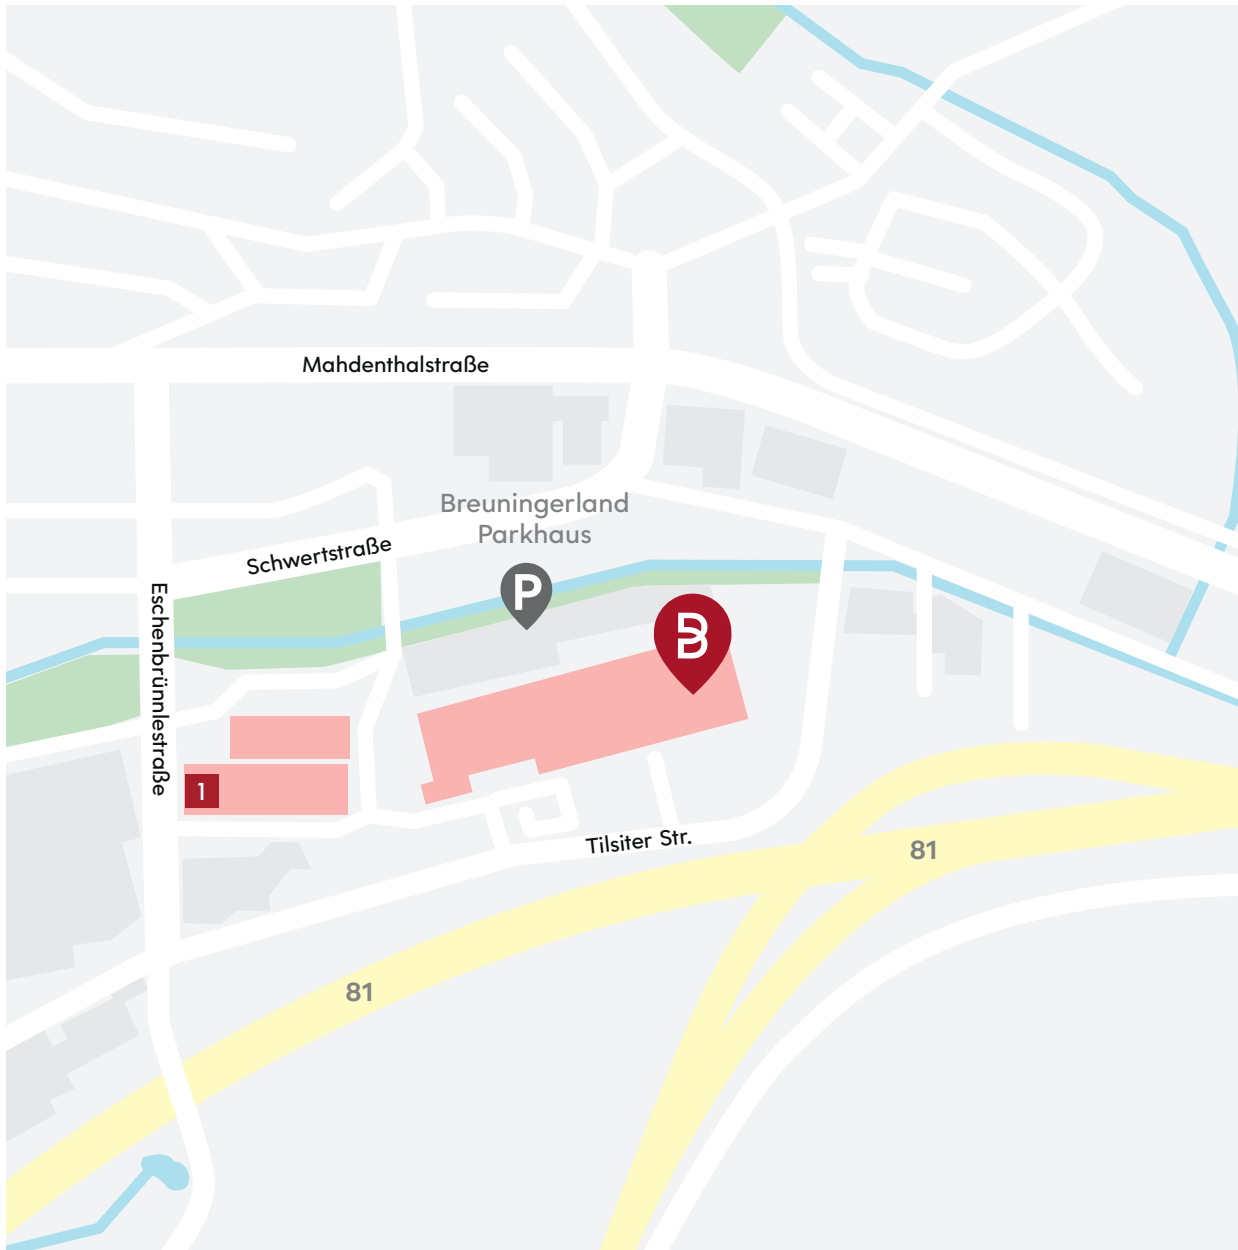 Mahdenthalstraße
Breuningerland
Parkhaus
Schwertstraße
P
B
Eschenbrünnlestraße
1
Tilsiter Str.
81
81